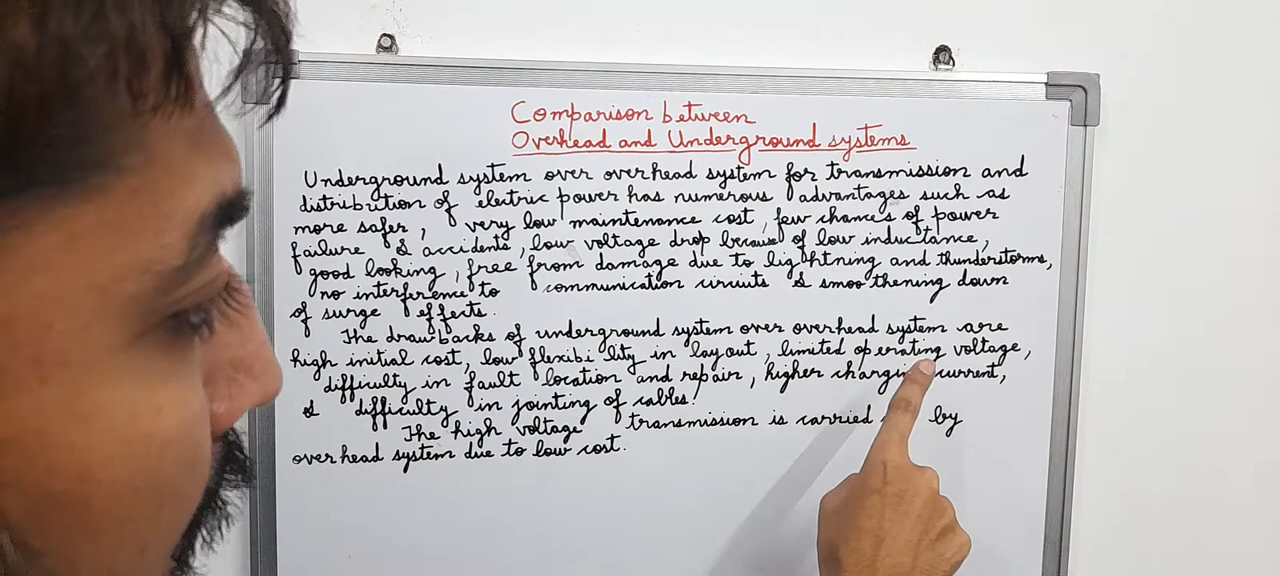 Comparison between
Overhead and Underground systems
Underground system over overhead system for transmission and
distribution of electric power has numerous advantages such as
more safer, very low maintenance cost, few chances of power
failure & accidents, low voltage drop because of low inductance,
good looking, free from damage due to lightning and thunderstorms,
no interference to communication circuits & smoothening down
of surge effects.
The drawbacks of underground system over overhead system are
high initial cost, low flexibility in layout, limited operating voltage,
difficulty in fault location and repair, higher current,
& difficulty in jointing of cables.
The high voltage transmission is carried by
overhead system due to low cost.